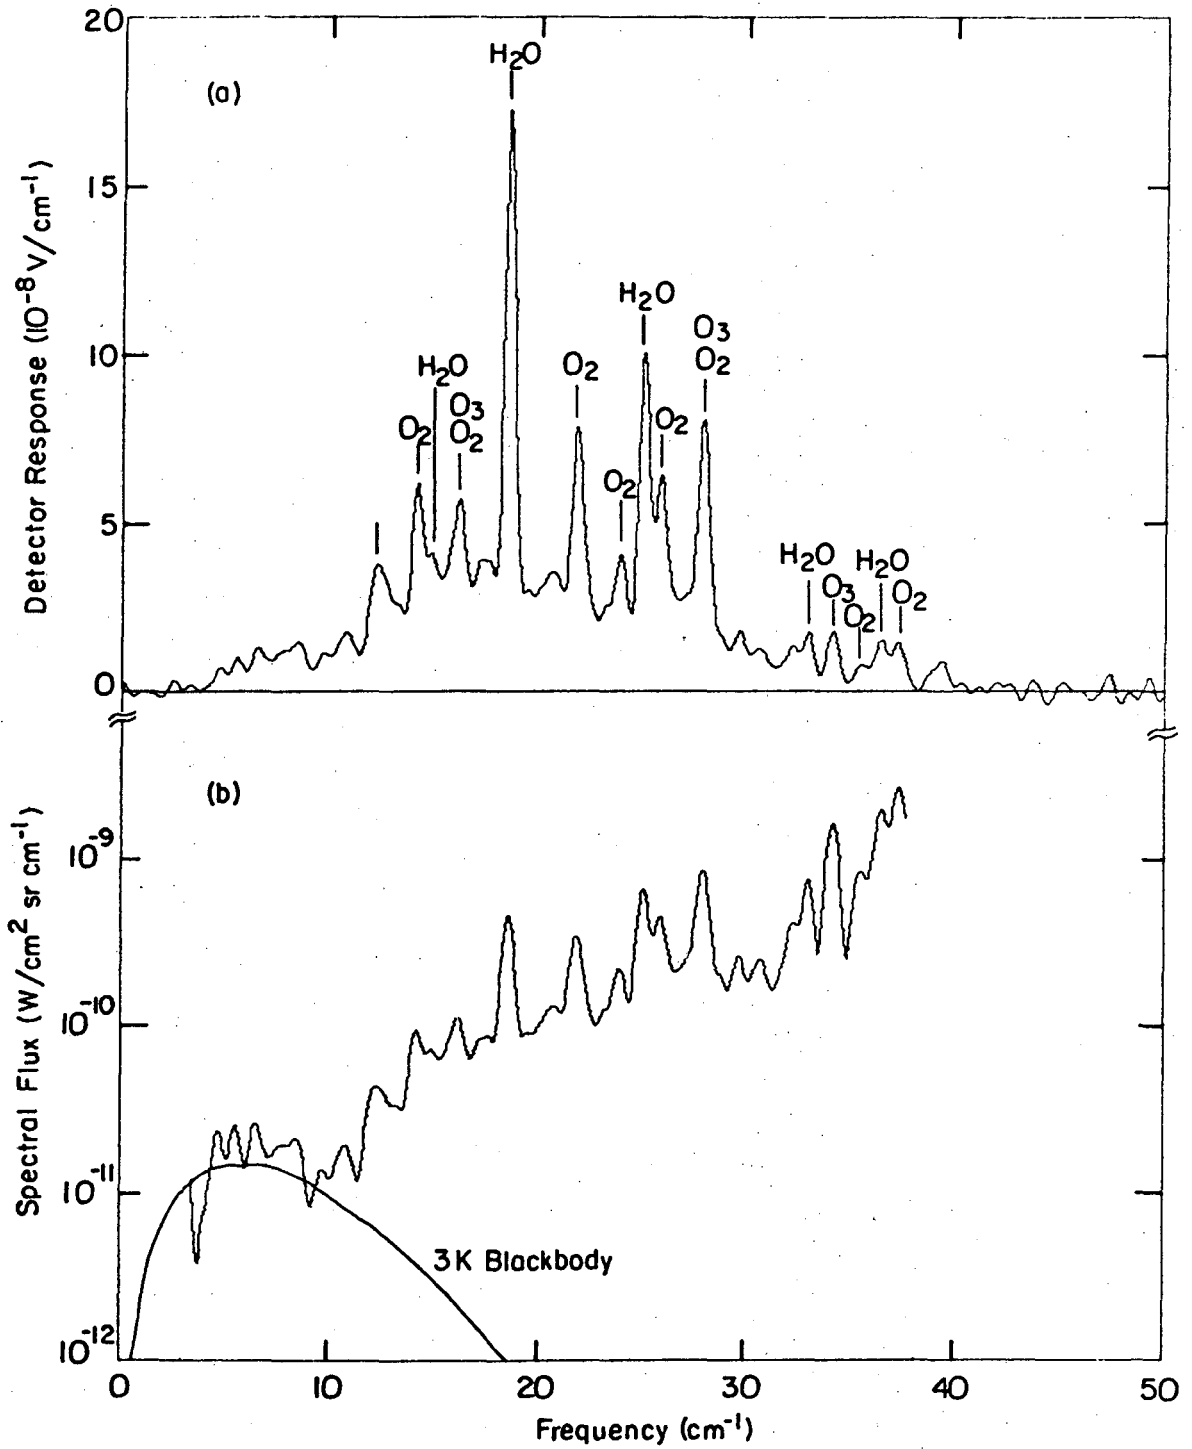 20
15
10
5
0
Detector Response (10⁻⁸ V/cm⁻¹)
(a)
H₂O
H₂O
O₃
O₂
O₂
H₂O
O₃
O₂
O₂
O₂
O₂
H₂O
H₂O
O₃
O₂
O₂
(b)
10⁻⁹
10⁻¹⁰
10⁻¹¹
10⁻¹²
Spectral Flux (W/cm² sr cm⁻¹)
3K Blackbody
0 10 20 30 40 50
Frequency (cm⁻¹)